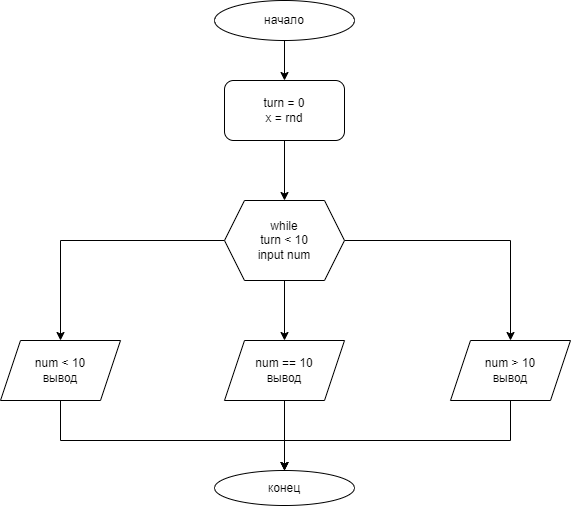 начало
turn = 0
x = rnd
while
turn < 10
input num
num < 10
вывод
num == 10
вывод
num > 10
вывод
конец